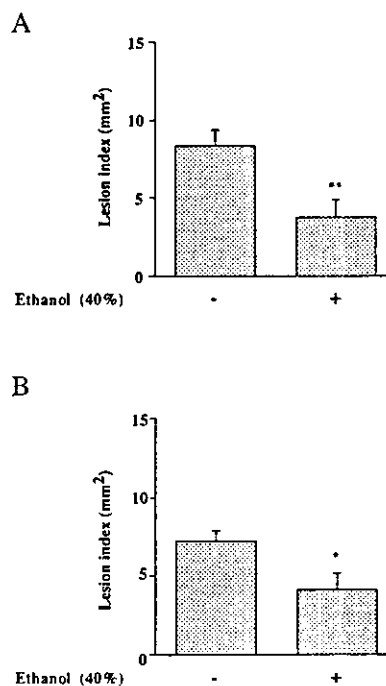 A
15
10
5
0
Lesion index (mm²)
**
Ethanol (40%) - +
B
15
10
5
0
Lesion index (mm²)
*
Ethanol (40%) - +